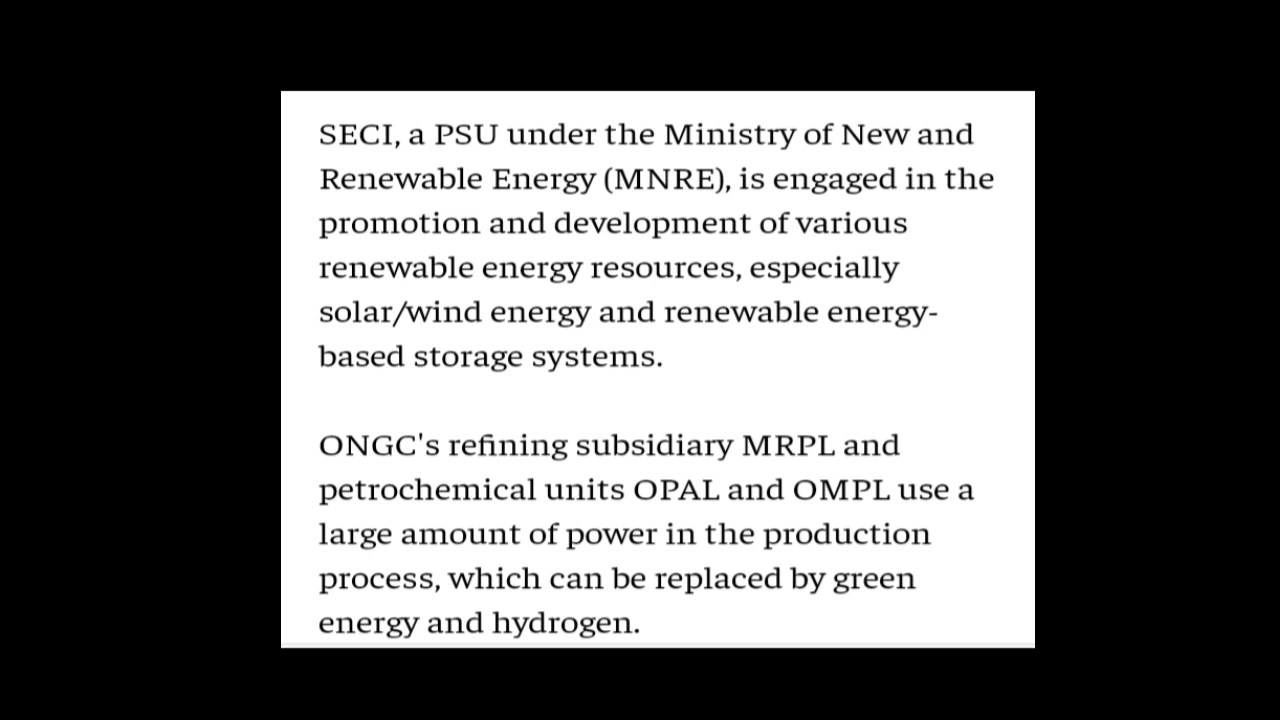 SECI, a PSU under the Ministry of New and
Renewable Energy (MNRE), is engaged in the
promotion and development of various
renewable energy resources, especially
solar/wind energy and renewable energy-
based storage systems.
ONGC's refining subsidiary MRPL and
petrochemical units OPAL and OMPL use a
large amount of power in the production
process, which can be replaced by green
energy and hydrogen.